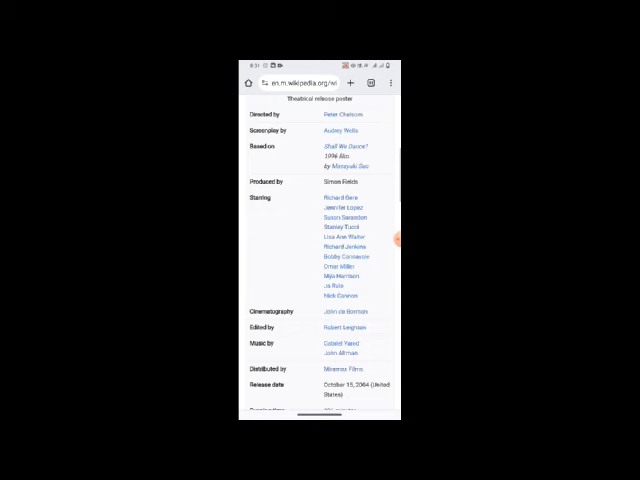 8:31
en.m.wikipedia.org/wi
Theatrical release poster
Directed by Peter Chelsom
Screenplay by Audrey Wells
Based on Shall We Dance?
1996 film
by Masayuki Suo
Produced by Simon Fields
Starring Richard Gere
Jennifer Lopez
Susan Sarandon
Stanley Tucci
Lisa Ann Walter
Richard Jenkins
Bobby Cannavale
Omar Miller
Mya Harrison
Ja Rule
Nick Cannon
Cinematography John de Borman
Edited by Robert Leighton
Music by Gabriel Yared
John Altman
Distributed by Miramax Films
Release date October 15, 2004 (United
States)
Running time